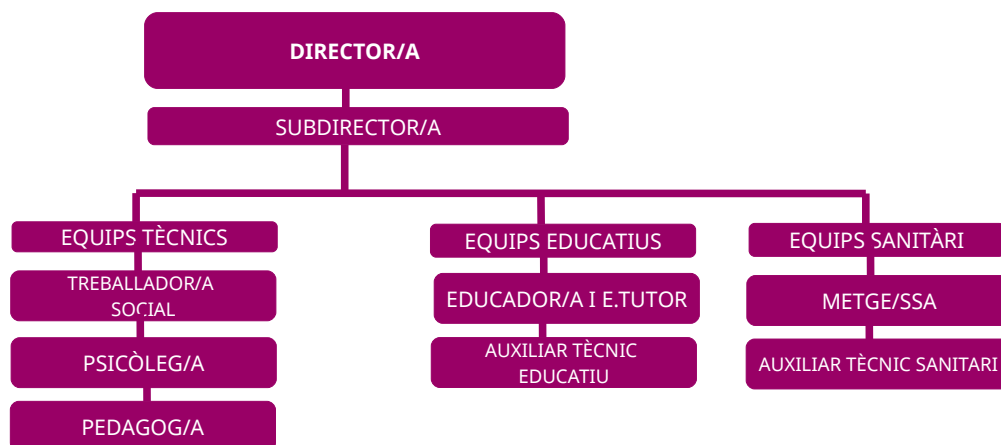 DIRECTOR/A
SUBDIRECTOR/A
EQUIPS TÈCNICS
TREBALLADOR/A
SOCIAL
PSICÒLEG/A
PEDAGOG/A
EQUIPS EDUCATIUS
EDUCADOR/A I E.TUTOR
AUXILIAR TÈCNIC
EDUCATIU
EQUIPS SANITÀRI
METGE/SSA
AUXILIAR TÈCNIC SANITARI